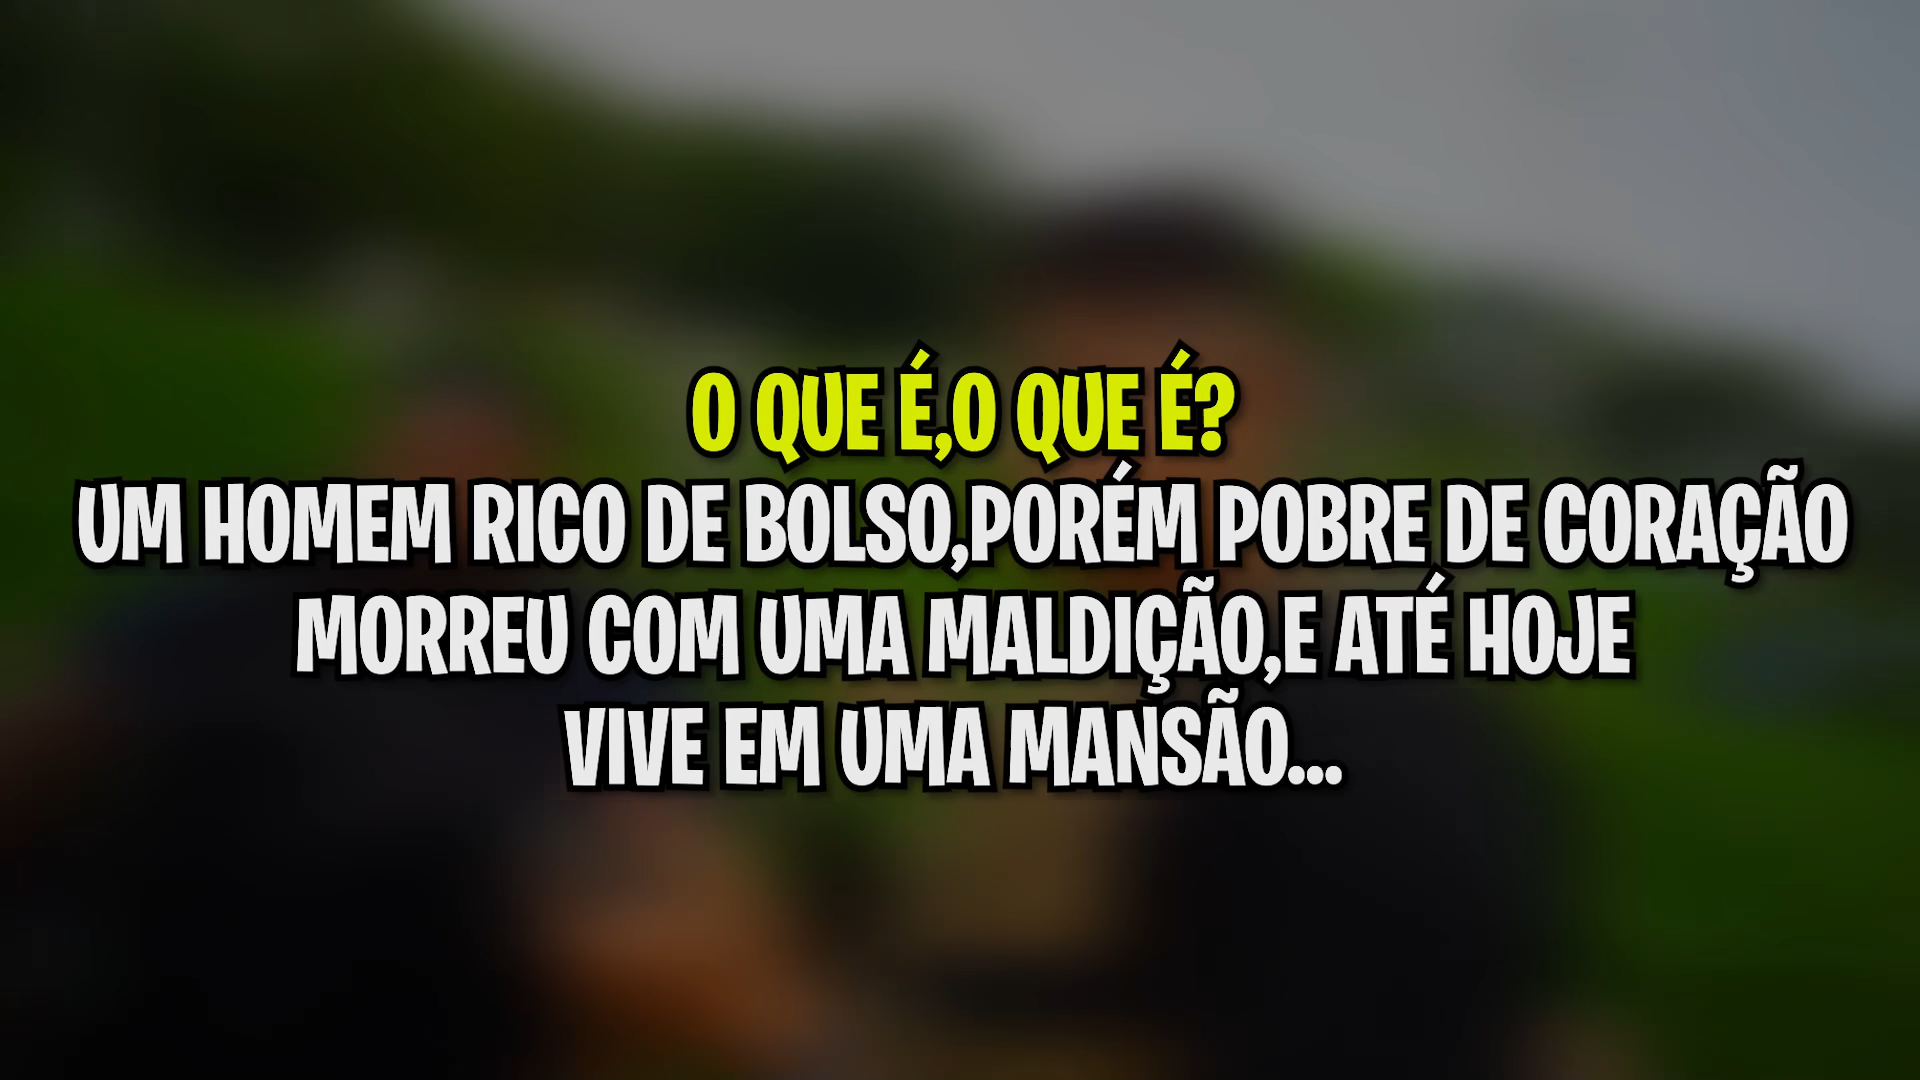 O QUE É,O QUE É?
UM HOMEM RICO DE BOLSO,PORÉM POBRE DE CORAÇÃO
MORREU COM UMA MALDIÇÃO,E ATÉ HOJE
VIVE EM UMA MANSÃO...